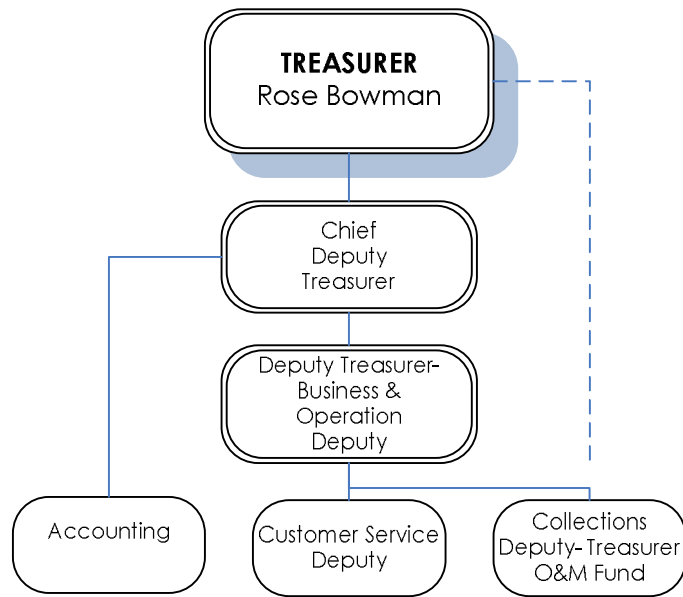 TREASURER
Rose Bowman
Chief
Deputy
Treasurer
Deputy Treasurer-
Business &
Operation
Deputy
Accounting
Customer Service
Deputy
Collections
Deputy- Treasurer
O&M Fund